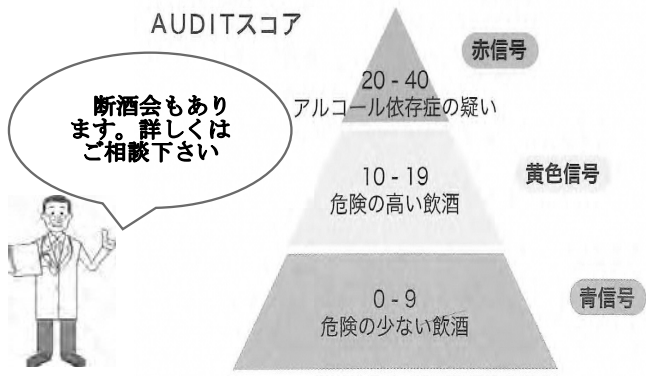 AUDITスコア
赤信号
20 - 40
アルコール依存症の疑い
断酒会もあり
ます。詳しくは
ご相談下さい
10 - 19
危険の高い飲酒
黄色信号
0 - 9
危険の少ない飲酒
青信号